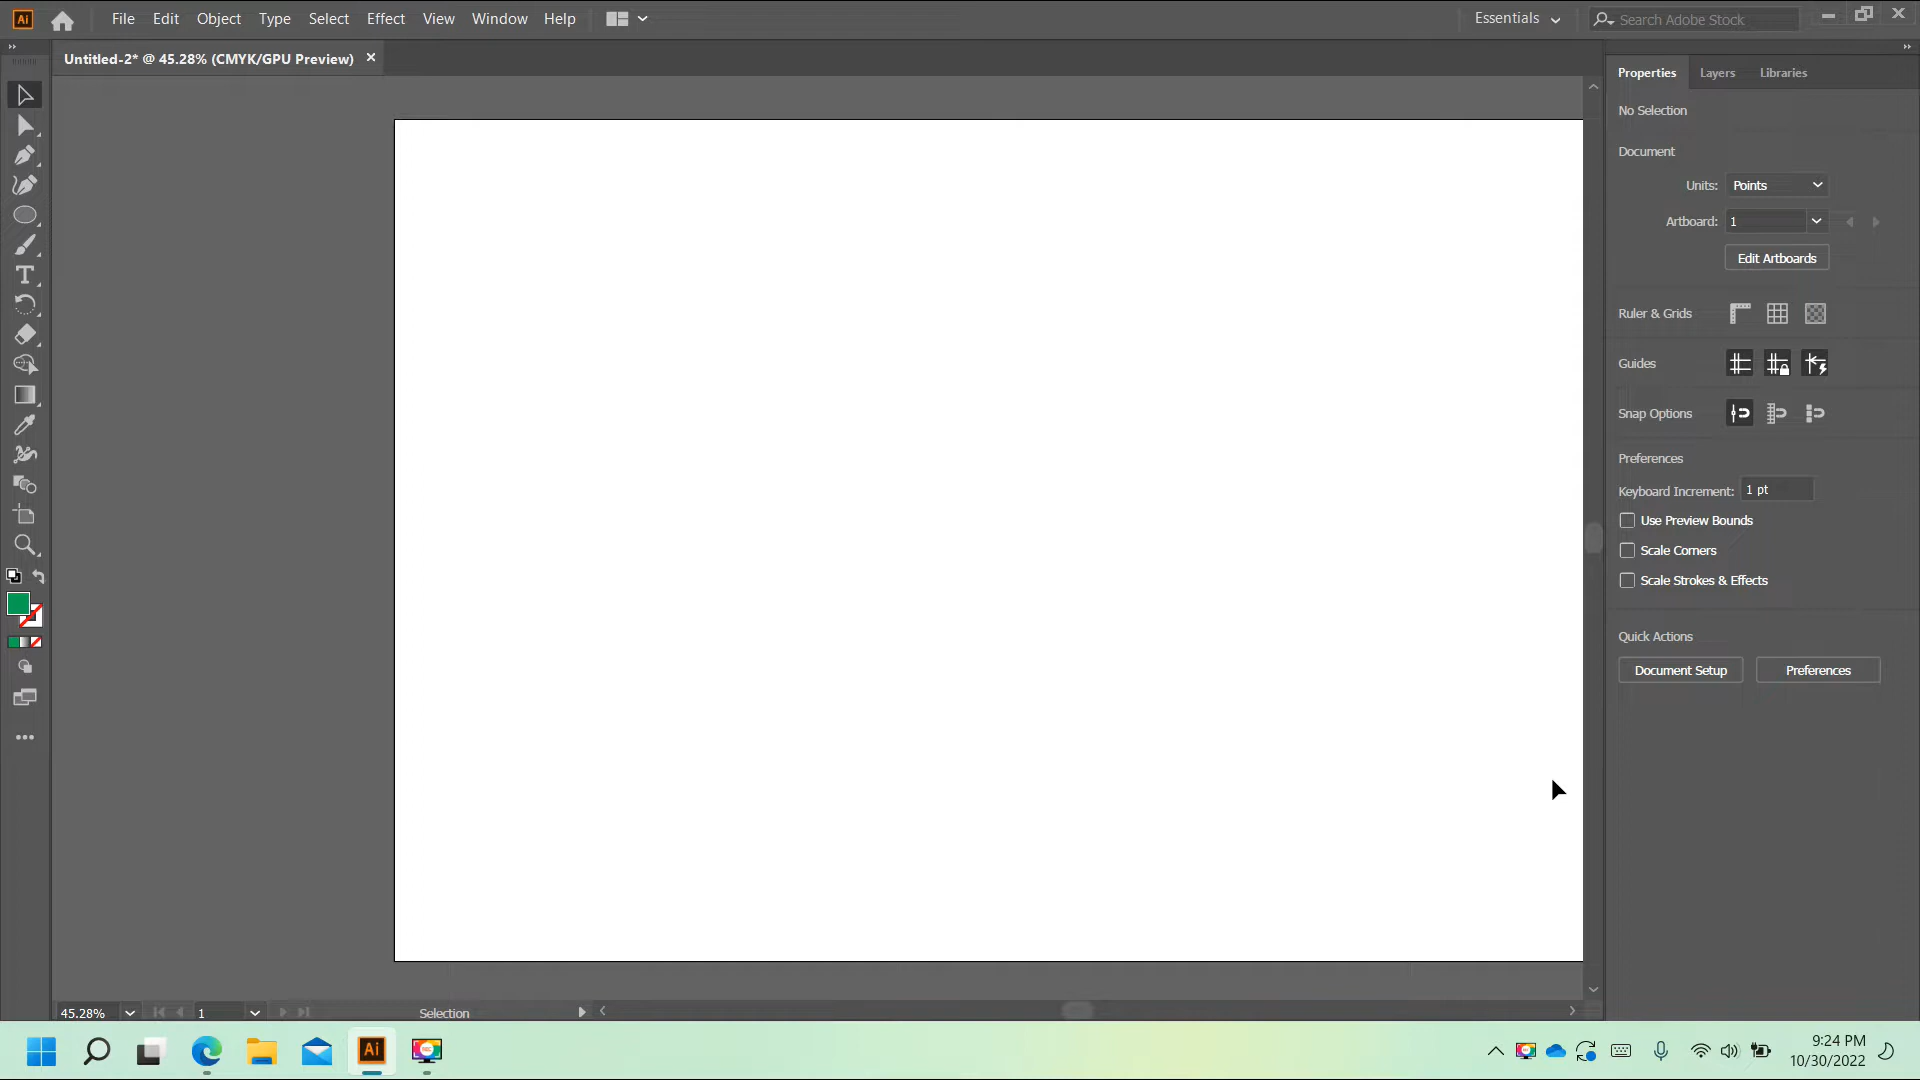 Ai File Edit Object Type Select Effect View Window Help Essentials Search Adobe Stock
Untitled-2* @ 45.28% (CMYK/GPU Preview)
Properties Layers Libraries
No Selection
Document
Units: Points
Artboard: 1
Edit Artboards
Ruler & Grids
Guides
Snap Options
Preferences
Keyboard Increment: 1 pt
Use Preview Bounds
Scale Corners
Scale Strokes & Effects
Quick Actions
Document Setup Preferences
45.28% 1 Selection
Ai
9:24 PM
10/30/2022